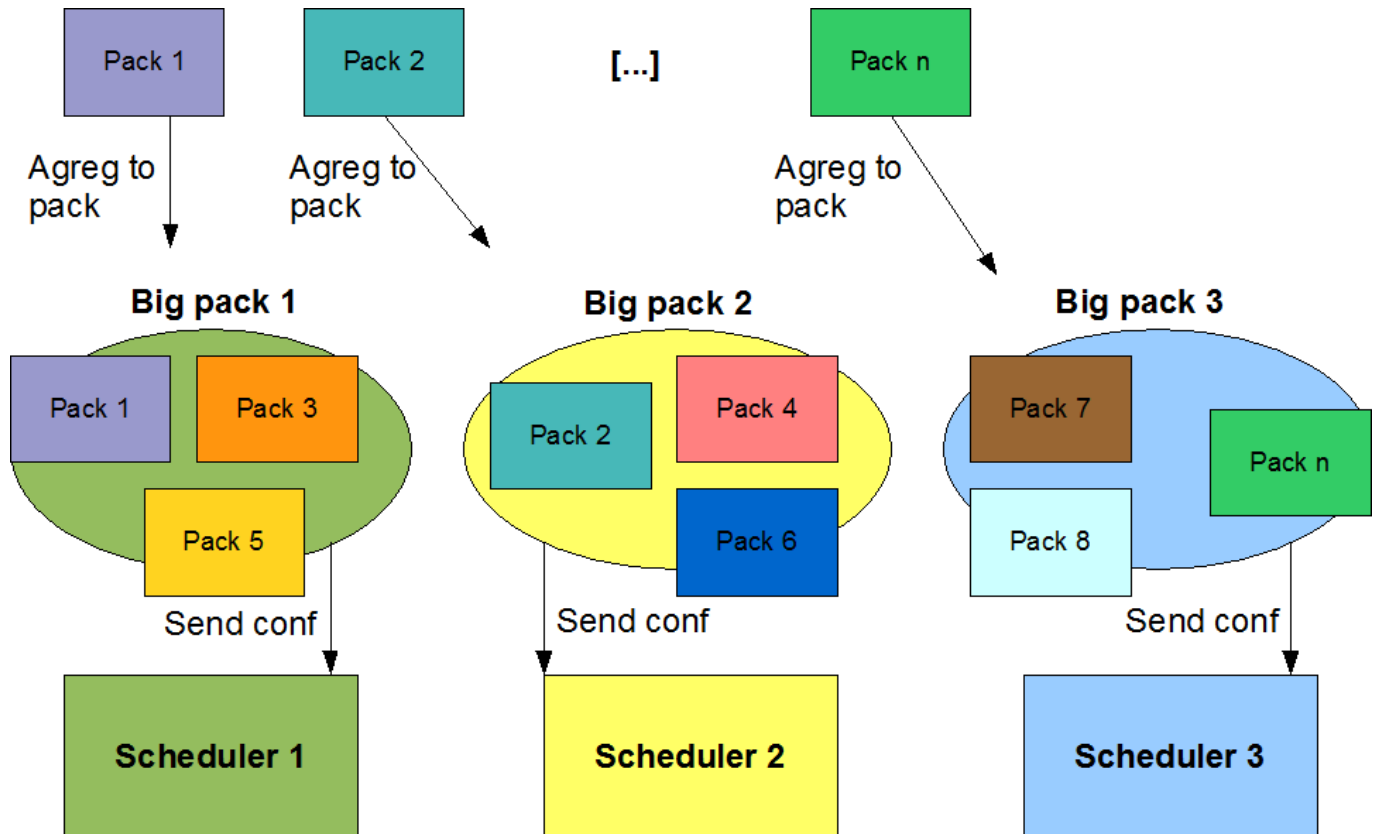 Pack 1
Pack 2
[...]
Pack n
Agreg to
pack
Agreg to
pack
Agreg to
pack
Big pack 1
Big pack 2
Big pack 3
Pack 1
Pack 3
Pack 5
Pack 2
Pack 4
Pack 6
Pack 7
Pack n
Pack 8
Send conf
Send conf
Send conf
Scheduler 1
Scheduler 2
Scheduler 3